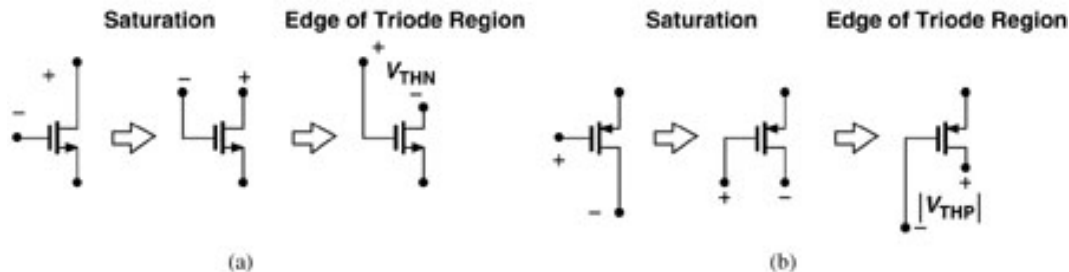 Saturation Edge of Triode Region Saturation Edge of Triode Region
+
V_THN
− + −
− +
+ + − +
− |V_THP|
−
(a) (b)